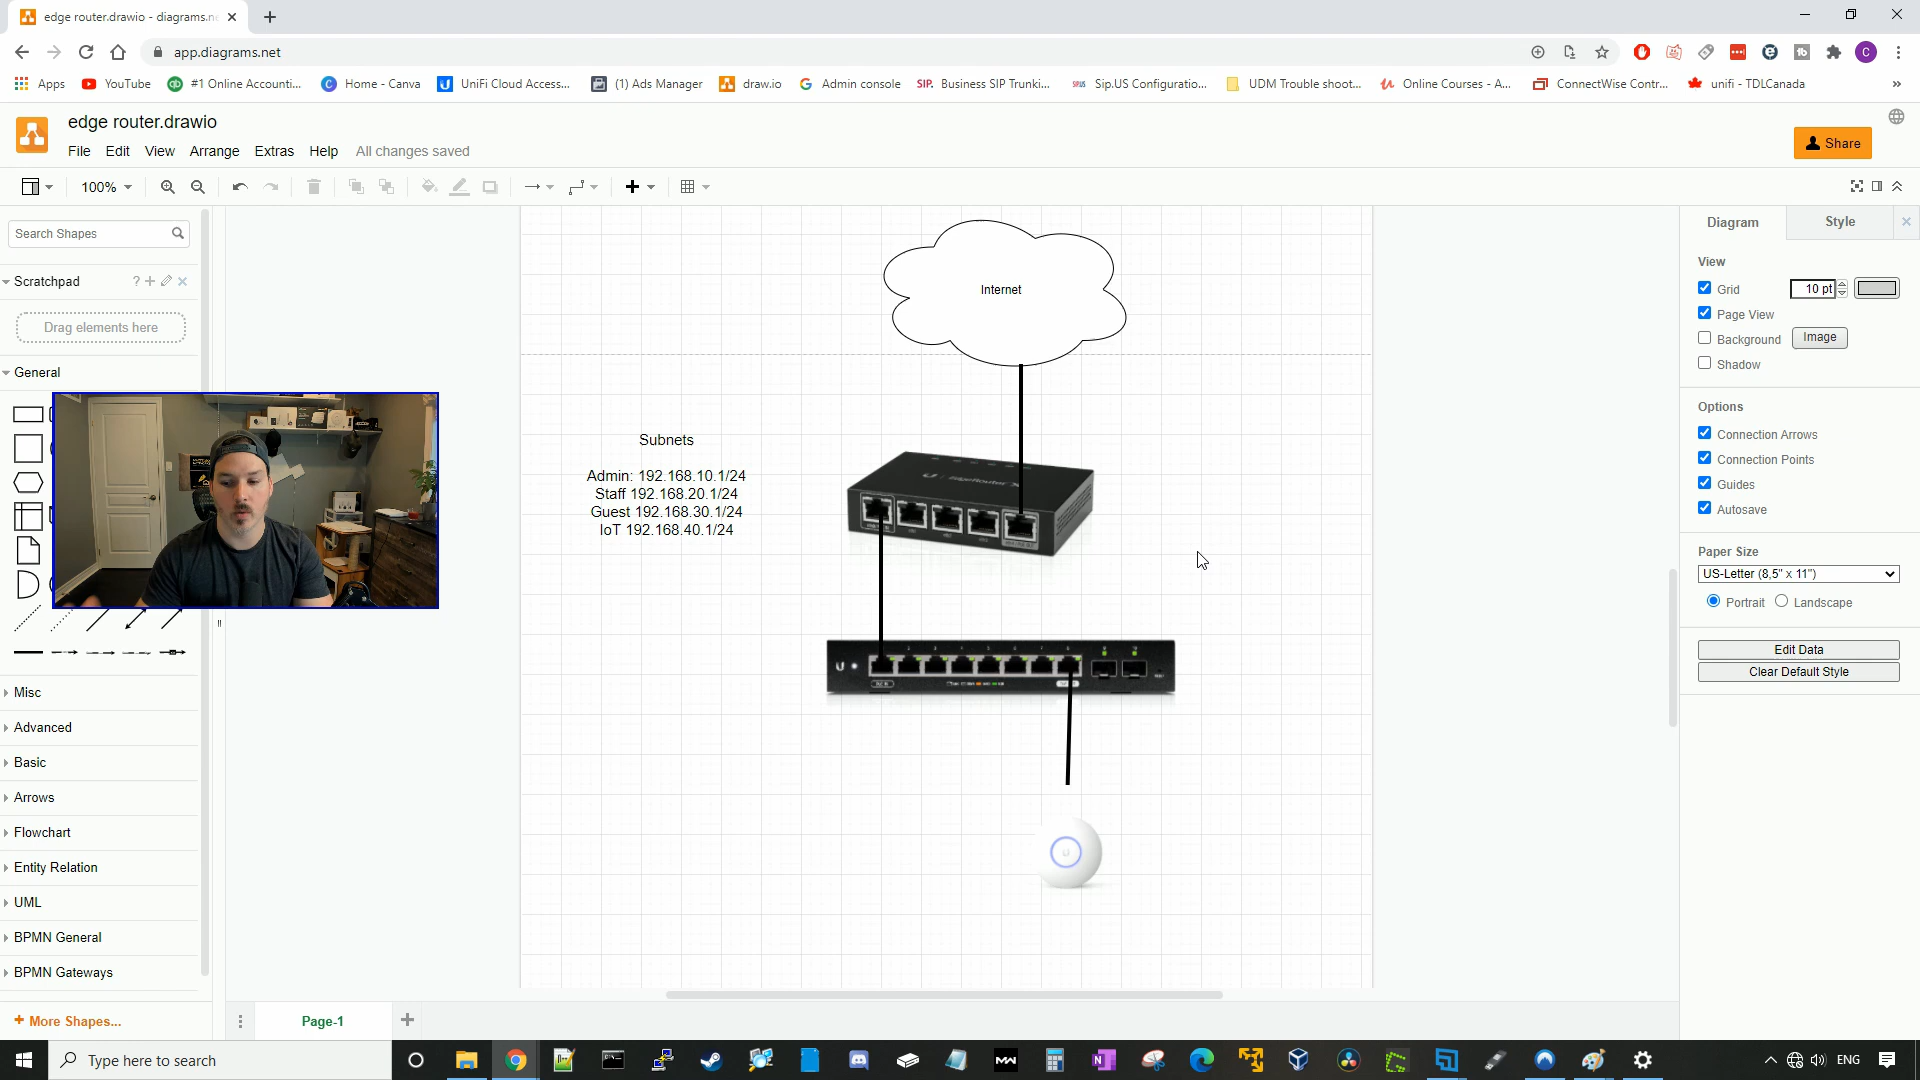 edge router.drawio - diagrams.ne
app.diagrams.net
Apps
YouTube
#1 Online Accounti...
Home - Canva
UniFi Cloud Access...
(1) Ads Manager
draw.io
Admin console
SIP. Business SIP Trunki...
Sip.US Configuratio...
UDM Trouble shoot...
Online Courses - A...
ConnectWise Contr...
unifi - TDLCanada
edge router.drawio
File Edit View Arrange Extras Help All changes saved
Share
100%
Search Shapes
Scratchpad
Drag elements here
General
Misc
Advanced
Basic
Arrows
Flowchart
Entity Relation
UML
BPMN General
BPMN Gateways
+ More Shapes...
Internet
Subnets
Admin: 192.168.10.1/24
Staff 192.168.20.1/24
Guest 192.168.30.1/24
IoT 192.168.40.1/24
EdgeRouter X
Page-1
Diagram
Style
View
Grid
10 pt
Page View
Background
Image
Shadow
Options
Connection Arrows
Connection Points
Guides
Autosave
Paper Size
US-Letter (8,5" x 11")
Portrait
Landscape
Edit Data
Clear Default Style
Type here to search
ENG